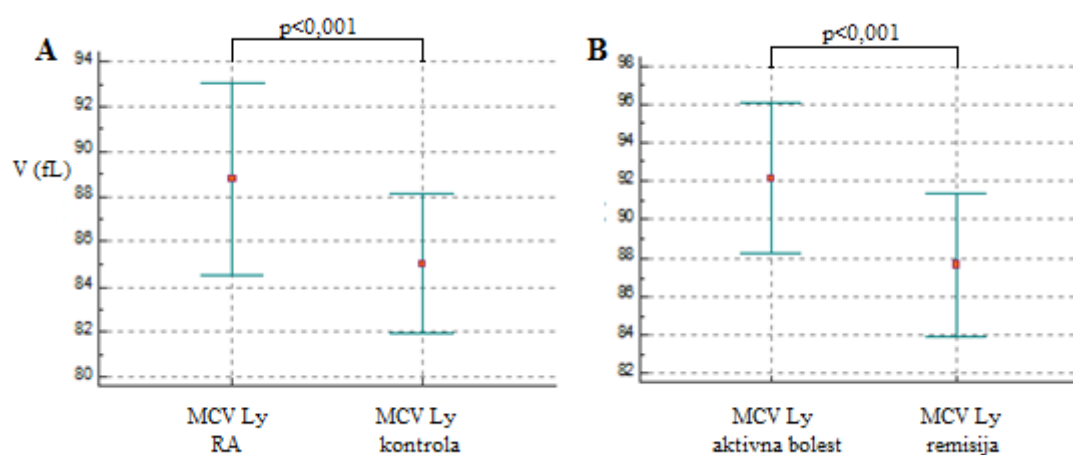 A
p<0,001
94
92
90
V (fL)
88
86
84
82
80
MCV Ly
RA
MCV Ly
kontrola
B
p<0,001
98
96
94
92
90
88
86
84
82
MCV Ly
aktivna bolest
MCV Ly
remisija